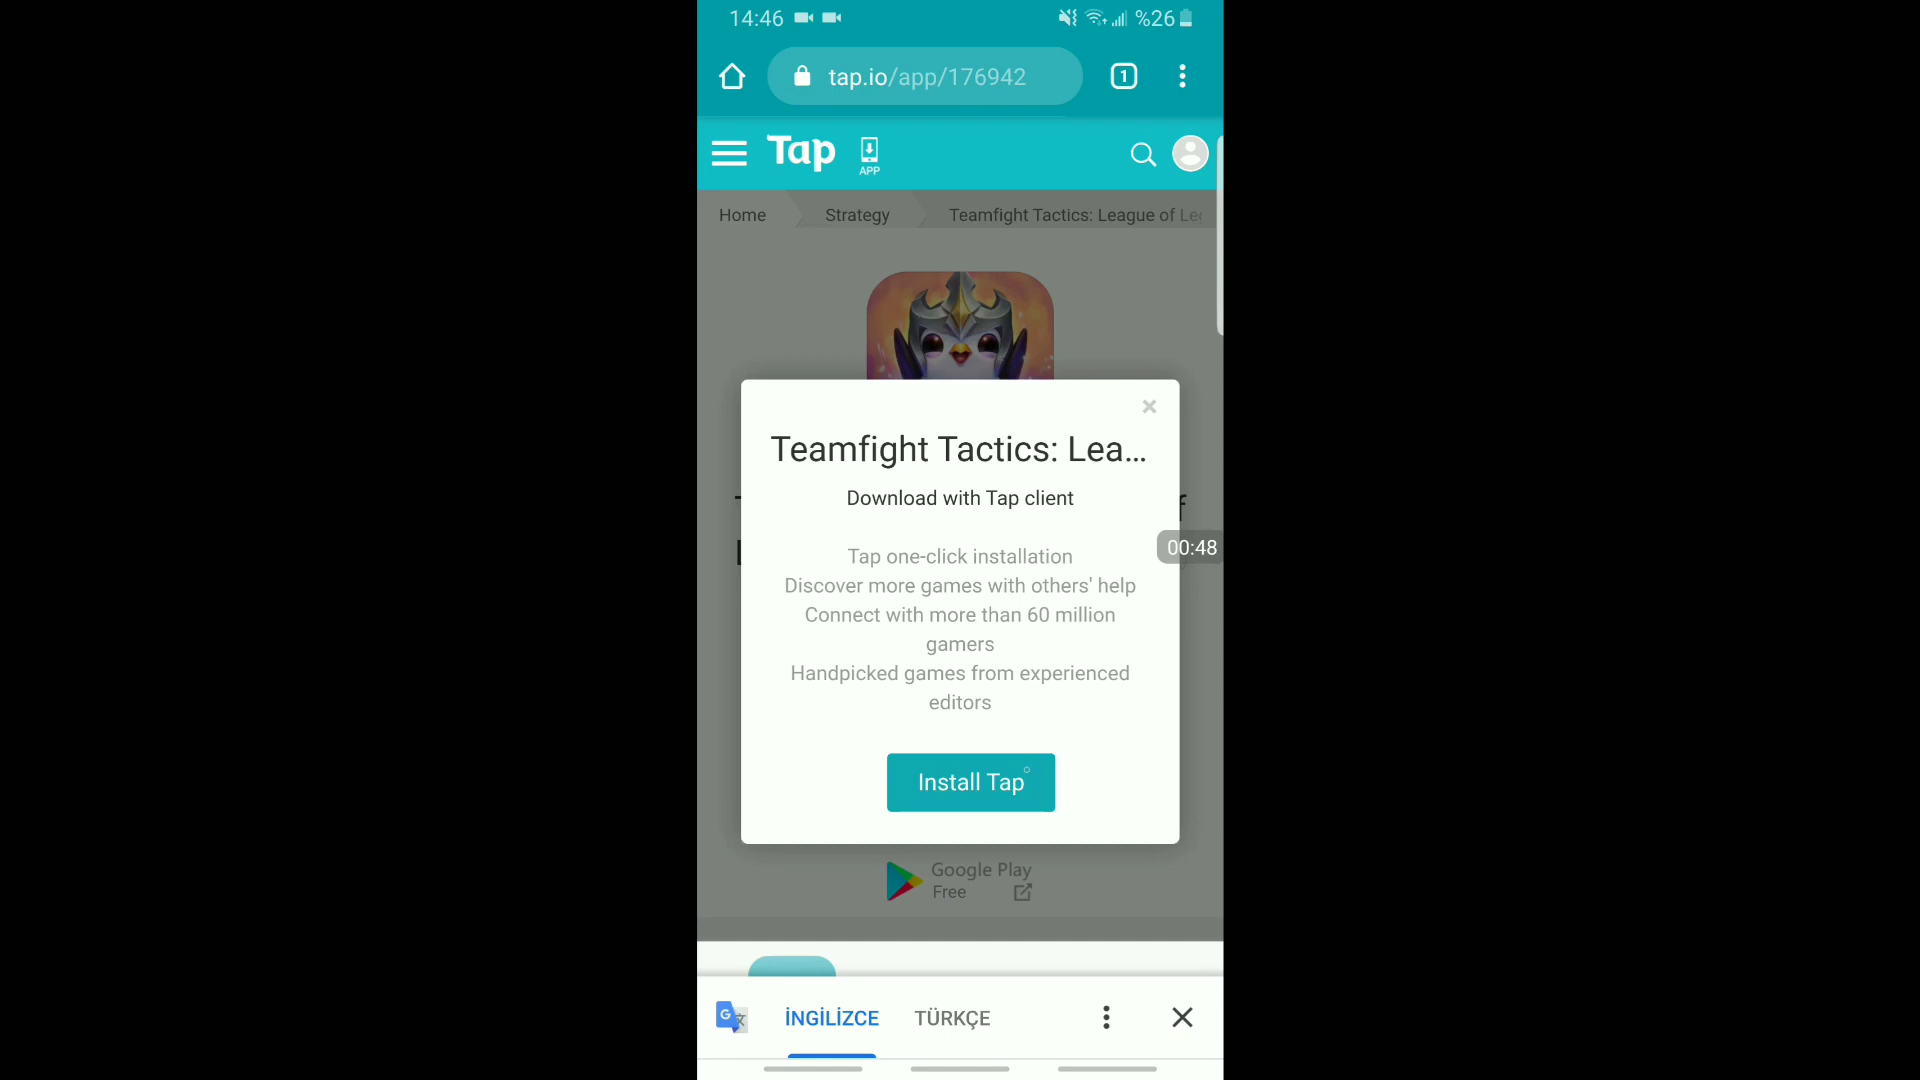 14:46
%26
tap.io/app/176942
1
Tap
APP
Home
Strategy
Teamfight Tactics: League of Le
Teamfight Tactics: Lea...
Download with Tap client
00:48
Tap one-click installation
Discover more games with others' help
Connect with more than 60 million
gamers
Handpicked games from experienced
editors
Install Tap
Google Play
Free
İNGİLİZCE
TÜRKÇE